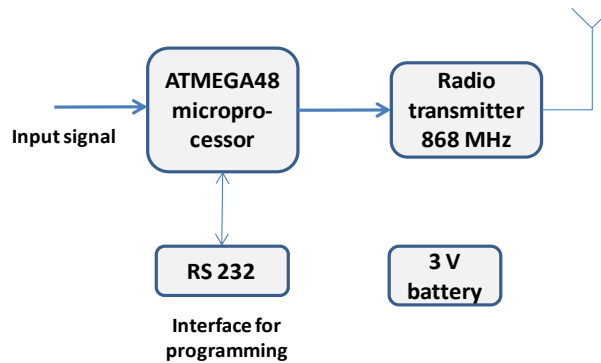 ATMEGA48
micropro-
cessor
Radio
transmitter
868 MHz
Input signal
RS 232
3 V
battery
Interface for
programming